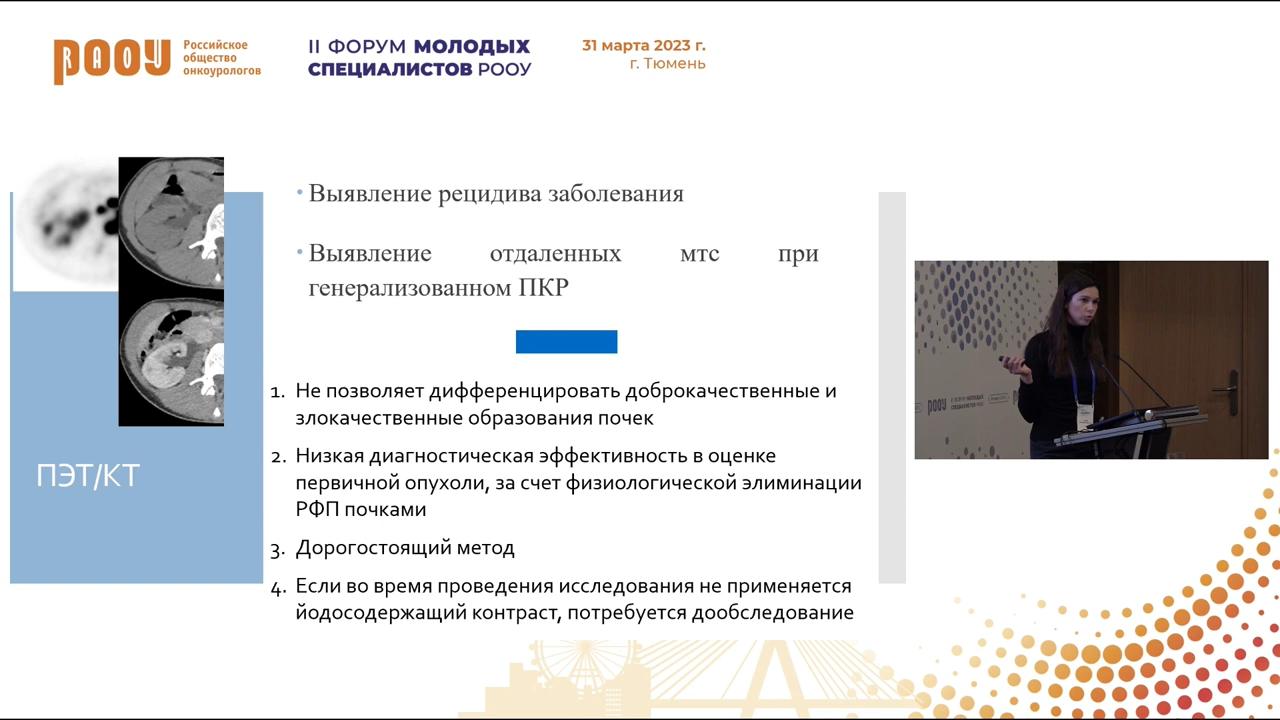 РООУ
RAOU
Российское
общество
онкоурологов
II ФОРУМ МОЛОДЫХ
СПЕЦИАЛИСТОВ РООУ
31 марта 2023 г.
г. Тюмень
• Выявление рецидива заболевания
• Выявление отдаленных мтс при
генерализованном ПКР
ПЭТ/КТ
1. Не позволяет дифференцировать доброкачественные и
злокачественные образования почек
2. Низкая диагностическая эффективность в оценке
первичной опухоли, за счет физиологической элиминации
РФП почками
3. Дорогостоящий метод
4. Если во время проведения исследования не применяется
йодосодержащий контраст, потребуется дообследование
РООУ